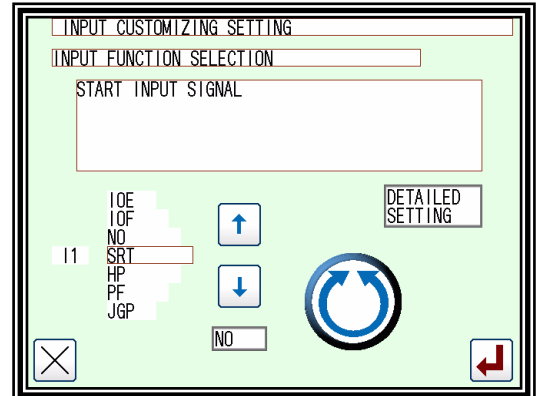 INPUT CUSTOMIZING SETTING
INPUT FUNCTION SELECTION
START INPUT SIGNAL
IOE
IOF
NO
I1 SRT
HP
PF
JGP
DETAILED
SETTING
NO